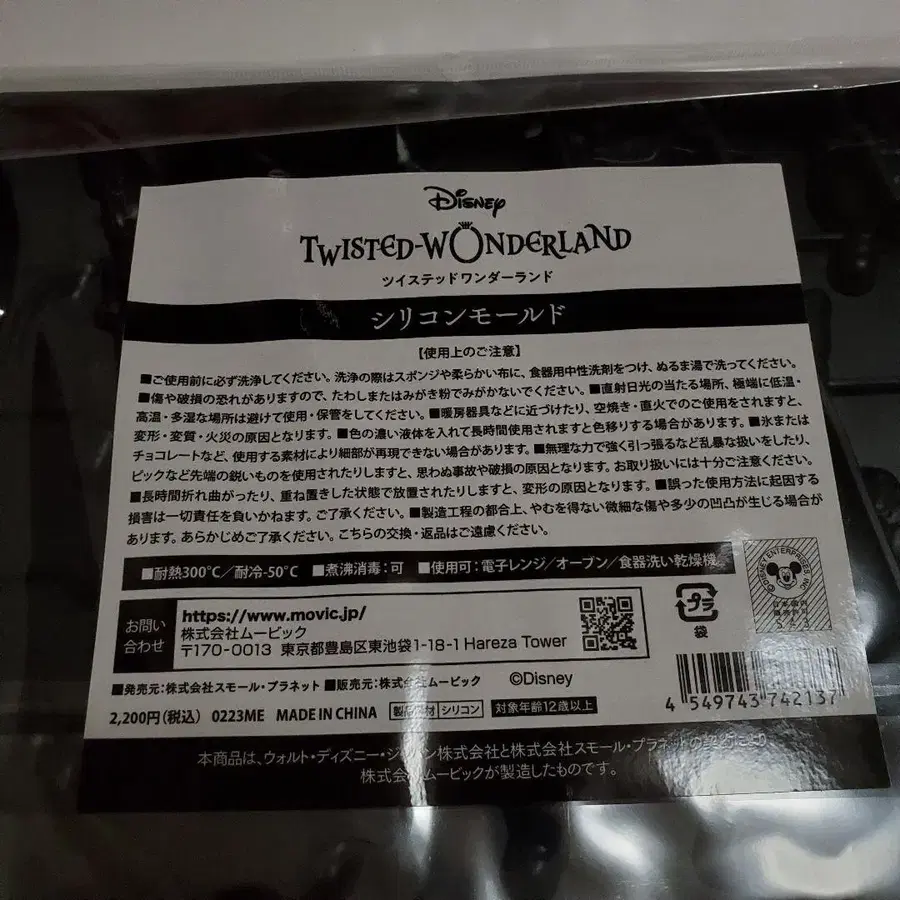 Disney
TWISTED-WONDERLAND
ツイステッドワンダーランド
シリコンモールド
【使用上のご注意】
■ご使用前に必ず洗浄してください。洗浄の際はスポンジや柔らかい布に、食器用中性洗剤をつけ、ぬるま湯で洗ってください。
■傷や破損の恐れがありますので、たわしまたはみがき粉でみがかないでください。■直射日光の当たる場所、極端に低温・
高温・多湿な場所は避けて使用・保管をしてください。■暖房器具などに近づけたり、空焼き・直火でのご使用をされますと、
変形・変質・火災の原因となります。■色の濃い液体を入れて長時間使用されますと色移りする場合があります。■氷または
チョコレートなど、使用する素材により細部が再現できない場合があります。■無理な力で強く引っ張るなど乱暴な扱いをしたり、
ピックなど先端の鋭いものを使用されたりしますと、思わぬ事故や破損の原因となります。お取り扱いには十分ご注意ください。
■長時間折れ曲がったり、重ね置きした状態で放置されたりしますと、変形の原因となります。■誤った使用方法に起因する
損害は一切責任を負いかねます。ご了承ください。■製造工程の都合上、やむを得ない微細な傷や多少の凹凸が生じる場合が
あります。あらかじめご了承ください。こちらの交換・返品はご遠慮ください。
■耐熱300℃/耐冷-50℃ ■煮沸消毒:可 ■使用可:電子レンジ/オーブン/食器洗い乾燥機
©DISNEY ENTERPRISES, INC.
プラ
袋
お問い
合わせ
https://www.movic.jp/
株式会社ムービック
〒170-0013 東京都豊島区東池袋1-18-1 Hareza Tower
■発売元:株式会社スモール・プラネット ■販売元:株式会社ムービック ©Disney
2,200円(税込) 0223ME MADE IN CHINA シリコン 対象年齢12歳以上
4 549743 742137
本商品は、ウォルト・ディズニー・ジャパン株式会社と株式会社スモール・プラネットの契約により
株式会社ムービックが製造したものです。